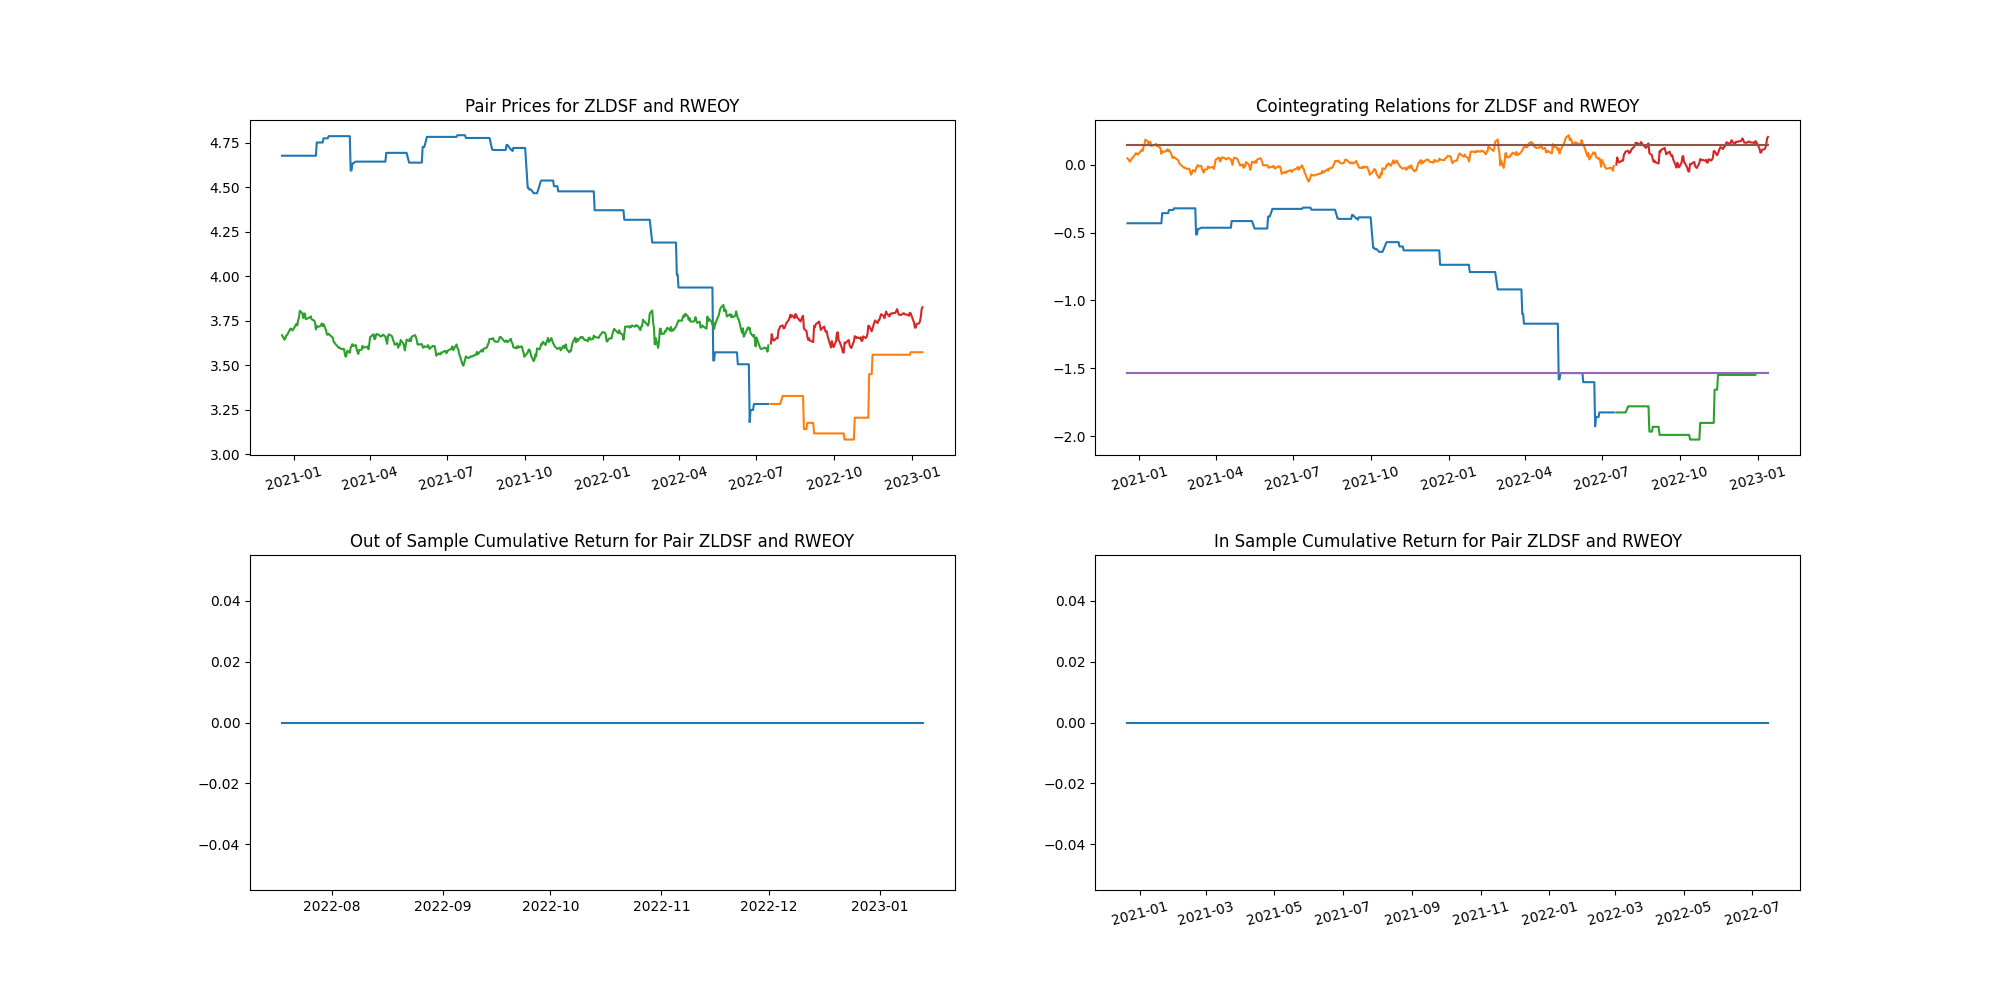 Pair Prices for ZLDSF and RWEOY
4.75
4.50
4.25
4.00
3.75
3.50
3.25
3.00
2021-01 2021-04 2021-07 2021-10 2022-01 2022-04 2022-07 2022-10 2023-01
Cointegrating Relations for ZLDSF and RWEOY
0.0
−0.5
−1.0
−1.5
−2.0
2021-01 2021-04 2021-07 2021-10 2022-01 2022-04 2022-07 2022-10 2023-01
Out of Sample Cumulative Return for Pair ZLDSF and RWEOY
0.04
0.02
0.00
−0.02
−0.04
2022-08 2022-09 2022-10 2022-11 2022-12 2023-01
In Sample Cumulative Return for Pair ZLDSF and RWEOY
0.04
0.02
0.00
−0.02
−0.04
2021-01 2021-03 2021-05 2021-07 2021-09 2021-11 2022-01 2022-03 2022-05 2022-07